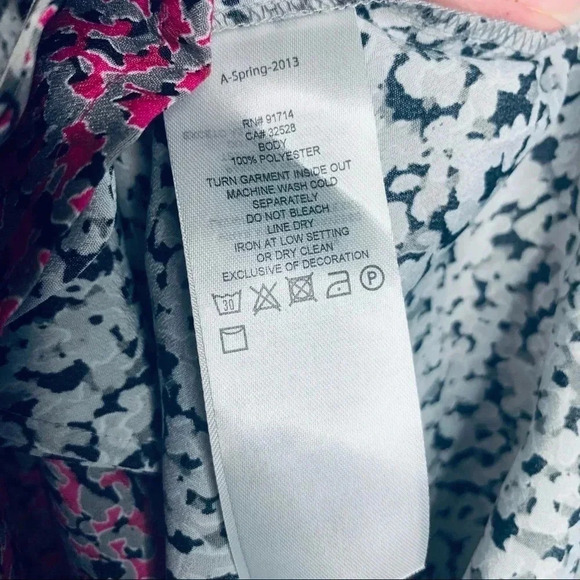 A-Spring-2013
RN# 91714
CA# 32528
BODY
100% POLYESTER
TURN GARMENT INSIDE OUT
MACHINE WASH COLD
SEPARATELY
DO NOT BLEACH
LINE DRY
IRON AT LOW SETTING
OR DRY CLEAN
EXCLUSIVE OF DECORATION
30
P